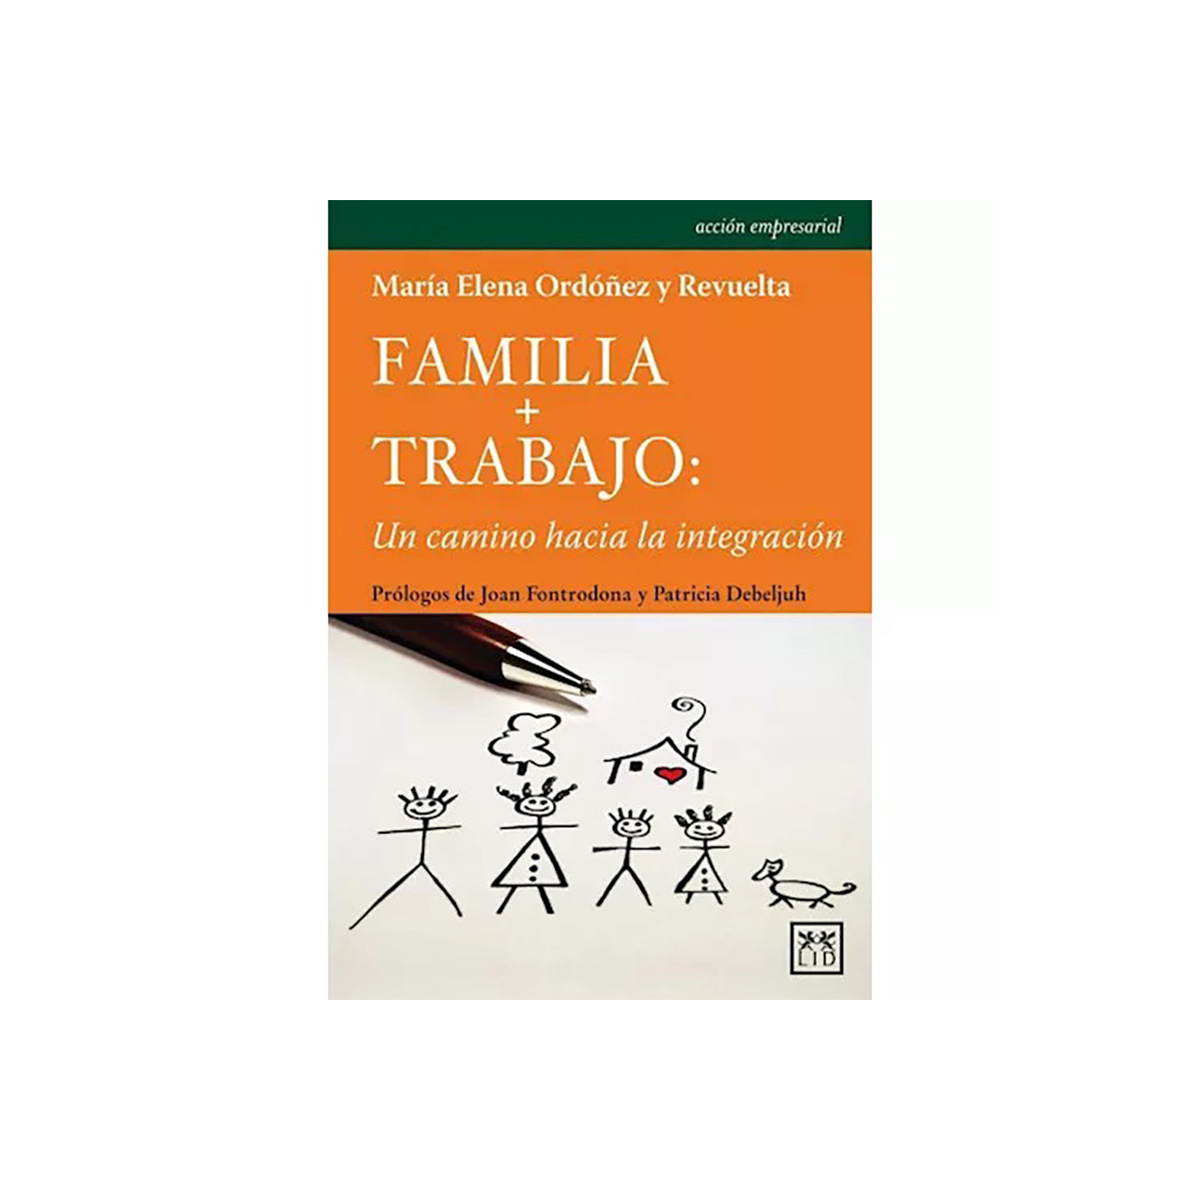 acción empresarial
María Elena Ordóñez y Revuelta
FAMILIA
+
TRABAJO:
Un camino hacia la integración
Prólogos de Joan Fontrodona y Patricia Debeljuh
LID